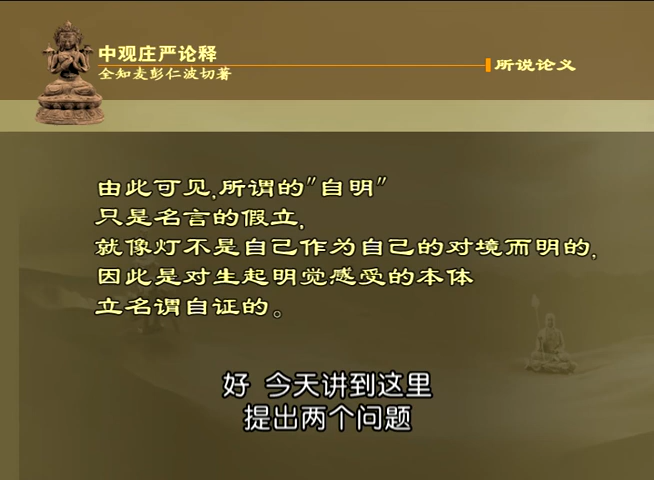 中观庄严论释
全知麦彭仁波切著
所说论义
由此可见,所谓的"自明"
只是名言的假立,
就像灯不是自己作为自己的对境而明的,
因此是对生起明觉感受的本体
立名谓自证的。
好 今天讲到这里
提出两个问题